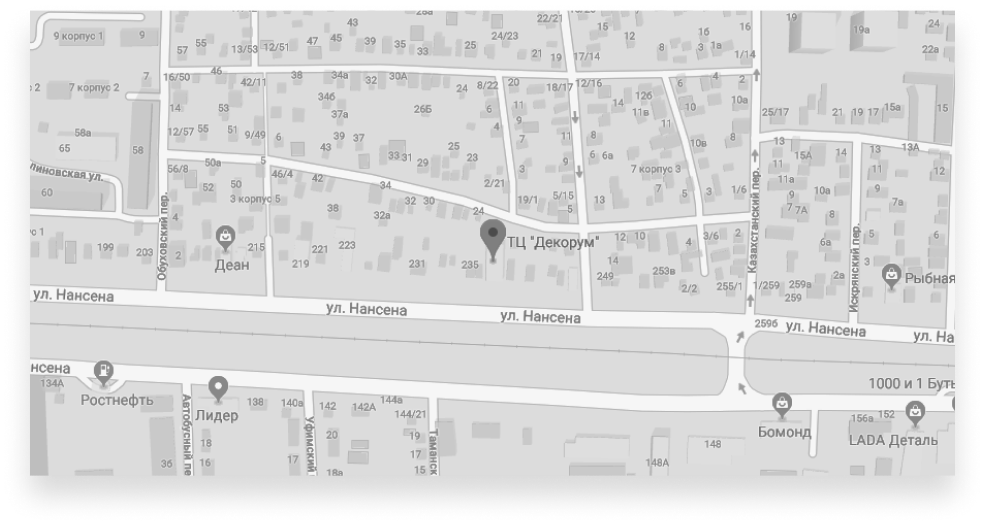 9 корпус 1
9
43
22/21
15
16
16
19
19а
24
57
55
13/53
12/51
47
45
39
35
33
25
24/23
21
19
17/14
12
8
3
1а
1/14
22а
7
16/50
46
42/11
38
34а
32
30А
24
8/22
20
18/17
12/16
6
4
2
7 корпус 2
14
53
34б
37а
26Б
6
11
9
14
12б
11в
10
10а
25/17
21
19
17
15а
15
58а
65
58
12/57
55
51
9/49
6
39
37
43
4
7
11
8
11
10в
8
13
13А
линовская ул.
56/8
50а
5
33
31
29
25
23
3
9
6
6а
7 корпус 3
15А
14
13
11
12
60
52
50
3 корпус 5
46/4
42
34
2/21
19/1
5/15
5
13
7
5
3
1/6
11
11а
9
7
7А
10а
11
9
7а
4
38
32а
32
30
24
Обуховский пер.
Казахстанский пер.
Искрянский пер.
199
203
2
Деан
215
219
221
223
231
235
ТЦ "Декорум"
12
10
14
249
4
3/6
253в
2/2
255/1
2
1/259
259а
259
6а
2а
5
3
6
Рыбная
ул. Нансена
ул. Нансена
ул. Нансена
259б
ул. Нансена
ул. На
нсена
134А
Ростнефть
Лидер
138
140а
142
142А
144а
144/21
1000 и 1 Буть
Бомонд
156а
152
LADA Деталь
Автобусный пе
Уфимский
Таманск
18
16
36
20
17
18а
19
17
15
148
148А